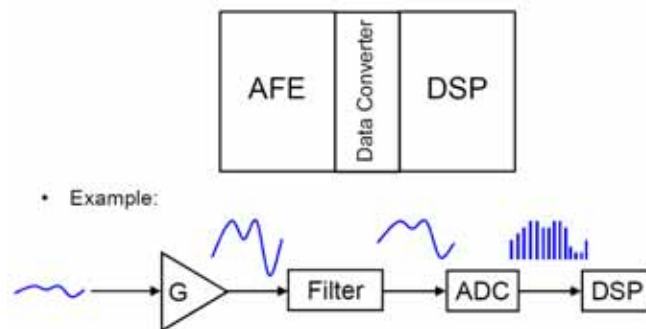 AFE
Data Converter
DSP
• Example:
G
Filter
ADC
DSP